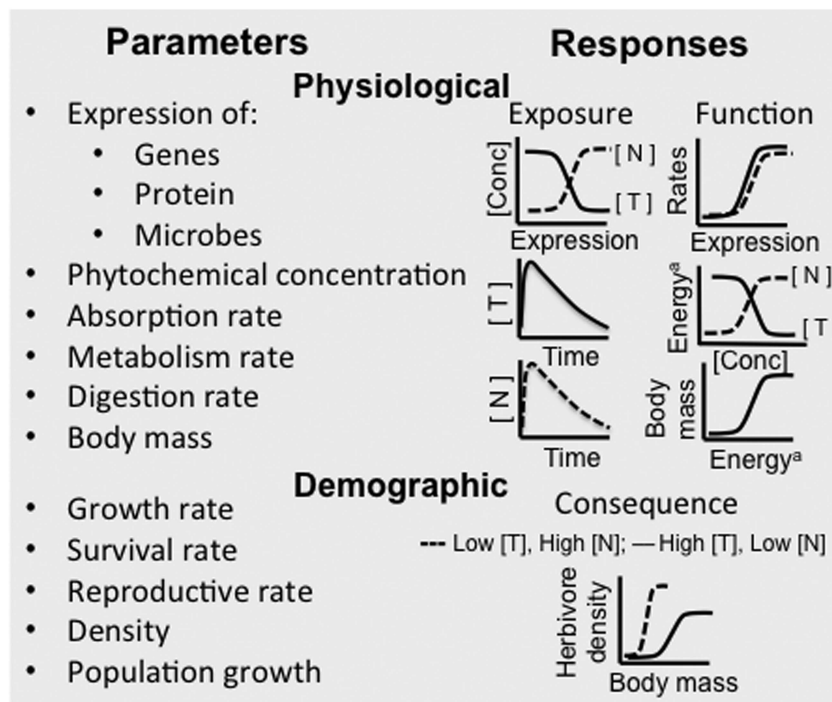 Parameters
Responses
Physiological
• Expression of:
• Genes
• Protein
• Microbes
• Phytochemical concentration
• Absorption rate
• Metabolism rate
• Digestion rate
• Body mass
Exposure
Function
[Conc]
[ N ]
[ T ]
Expression
Rates
Expression
[ T ]
Time
Energyᵃ
[ N ]
[ T
[Conc]
[ N ]
Time
Body
mass
Energyᵃ
Demographic
• Growth rate
• Survival rate
• Reproductive rate
• Density
• Population growth
Consequence
--- Low [T], High [N]; — High [T], Low [N]
Herbivore
density
Body mass